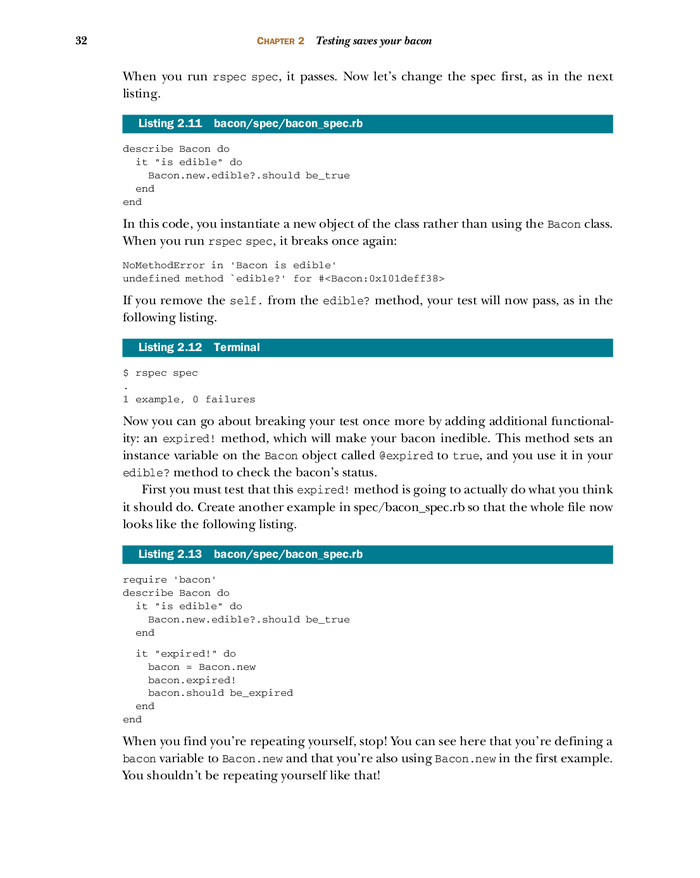 32
CHAPTER 2 Testing saves your bacon
When you run rspec spec, it passes. Now let's change the spec first, as in the next
listing.
Listing 2.11 bacon/spec/bacon_spec.rb
describe Bacon do
  it "is edible" do
    Bacon.new.edible?.should be_true
  end
end
In this code, you instantiate a new object of the class rather than using the Bacon class.
When you run rspec spec, it breaks once again:
NoMethodError in 'Bacon is edible'
undefined method `edible?' for #<Bacon:0x101deff38>
If you remove the self. from the edible? method, your test will now pass, as in the
following listing.
Listing 2.12 Terminal
$ rspec spec
.
1 example, 0 failures
Now you can go about breaking your test once more by adding additional functional-
ity: an expired! method, which will make your bacon inedible. This method sets an
instance variable on the Bacon object called @expired to true, and you use it in your
edible? method to check the bacon's status.
First you must test that this expired! method is going to actually do what you think
it should do. Create another example in spec/bacon_spec.rb so that the whole file now
looks like the following listing.
Listing 2.13 bacon/spec/bacon_spec.rb
require 'bacon'
describe Bacon do
  it "is edible" do
    Bacon.new.edible?.should be_true
  end
  it "expired!" do
    bacon = Bacon.new
    bacon.expired!
    bacon.should be_expired
  end
end
When you find you're repeating yourself, stop! You can see here that you're defining a
bacon variable to Bacon.new and that you're also using Bacon.new in the first example.
You shouldn't be repeating yourself like that!